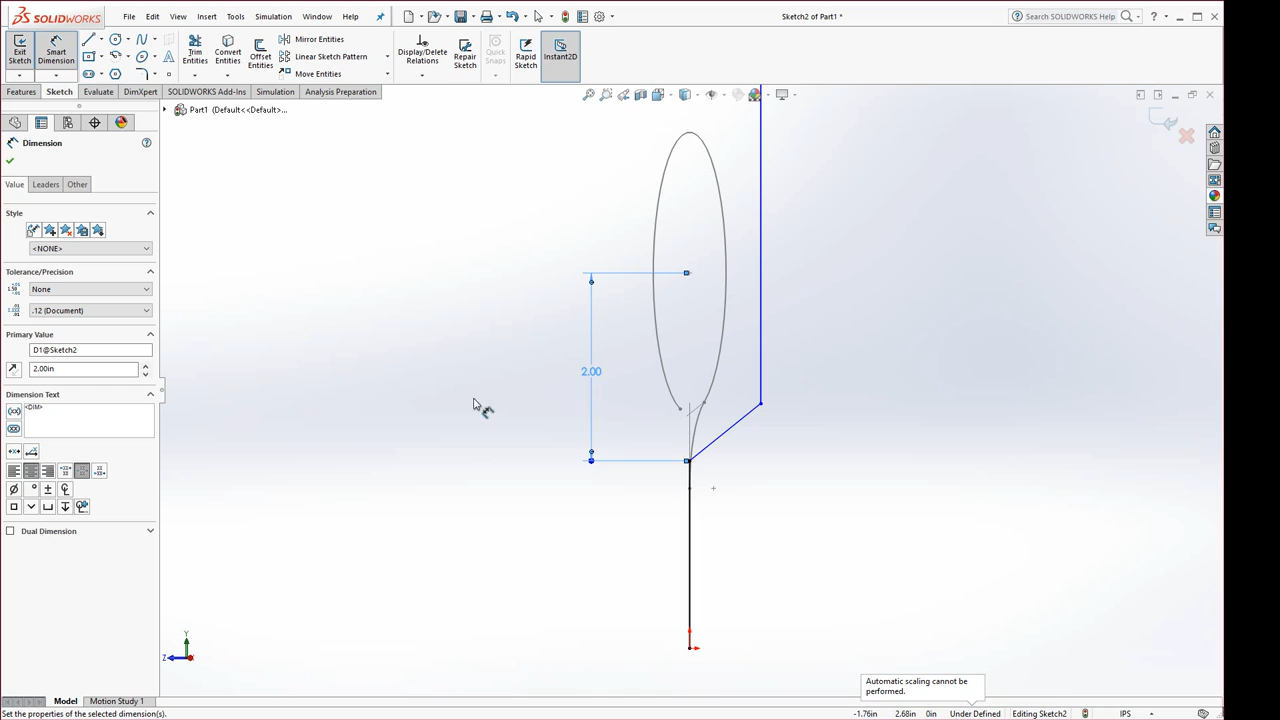 SOLIDWORKS
File Edit View Insert Tools Simulation Window Help
Sketch2 of Part1 *
Search SOLIDWORKS Help
Exit Sketch
Smart Dimension
Trim Entities
Convert Entities
Offset Entities
Mirror Entities
Linear Sketch Pattern
Move Entities
Display/Delete Relations
Repair Sketch
Quick Snaps
Rapid Sketch
Instant2D
Features Sketch Evaluate DimXpert SOLIDWORKS Add-Ins Simulation Analysis Preparation
Part1 (Default<<Default>...
Dimension
Value Leaders Other
Style
<NONE>
Tolerance/Precision
None
.12 (Document)
Primary Value
D1@Sketch2
2.00in
Dimension Text
<DIM>
Dual Dimension
2.00
Y
Z
Automatic scaling cannot be
performed.
Model Motion Study 1
Set the properties of the selected dimension(s).
-1.76in 2.68in 0in Under Defined Editing Sketch2 IPS